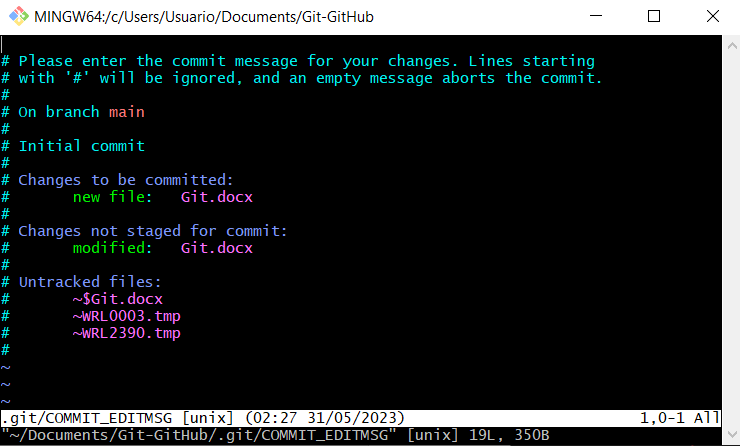 MINGW64:/c/Users/Usuario/Documents/Git-GitHub
# Please enter the commit message for your changes. Lines starting
# with '#' will be ignored, and an empty message aborts the commit.
#
# On branch main
#
# Initial commit
#
# Changes to be committed:
#       new file:   Git.docx
#
# Changes not staged for commit:
#       modified:   Git.docx
#
# Untracked files:
#       ~$Git.docx
#       ~WRL0003.tmp
#       ~WRL2390.tmp
#
~
~
~
.git/COMMIT_EDITMSG [unix] (02:27 31/05/2023) 1,0-1 All
"~/Documents/Git-GitHub/.git/COMMIT_EDITMSG" [unix] 19L, 350B